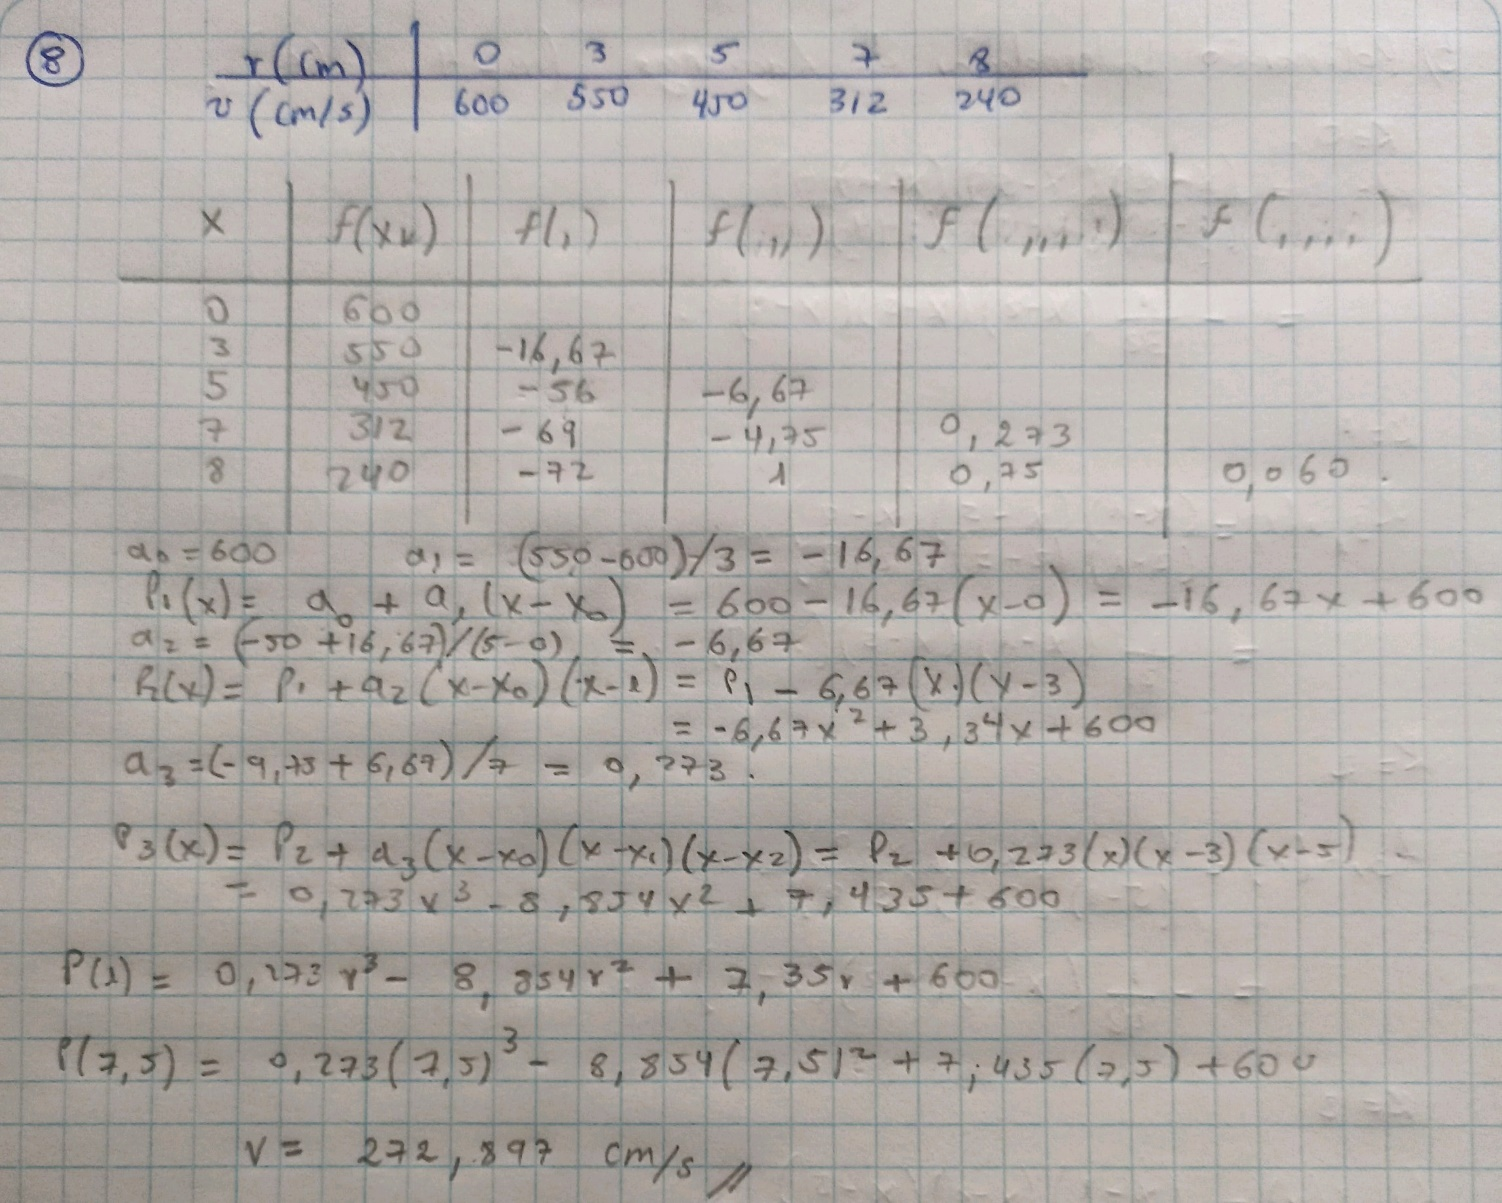 8 r(cm) 0 3 5 7 8
v(cm/s) 600 550 450 312 240
x f(xk) f(,) f(,,) f(,,,,) f(,,,,)
0 600
3 550 -16,67
5 450 -56 -6,67
7 312 -69 -4,75 0,273
8 240 -72 1 0,75 0,060.
a0 = 600 a1 = (550-600)/3 = -16,67
P1(x) = a0 + a1(x-x0) = 600 - 16,67(x-0) = -16,67x + 600
a2 = (-50 + 16,67)/(5-0) = -6,67
P2(x) = P1 + a2(x-x0)(x-1) = P1 - 6,67(x)(x-3)
= -6,67x² + 3,34x + 600
a3 = (-9,75 + 6,67)/7 = 0,273.
P3(x) = P2 + a3(x-x0)(x-x1)(x-x2) = P2 + 0,273(x)(x-3)(x-5)
= 0,273x³ - 8,854x² + 7,435 + 600
P(r) = 0,273r³ - 8,854r² + 7,35r + 600
P(7,5) = 0,273(7,5)³ - 8,854(7,5)² + 7,435(7,5) + 600
v = 272,897 cm/s //